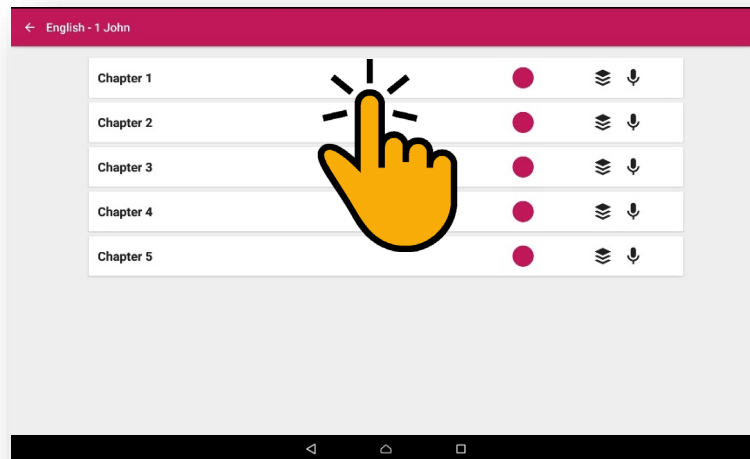 English - 1 John
Chapter 1
Chapter 2
Chapter 3
Chapter 4
Chapter 5